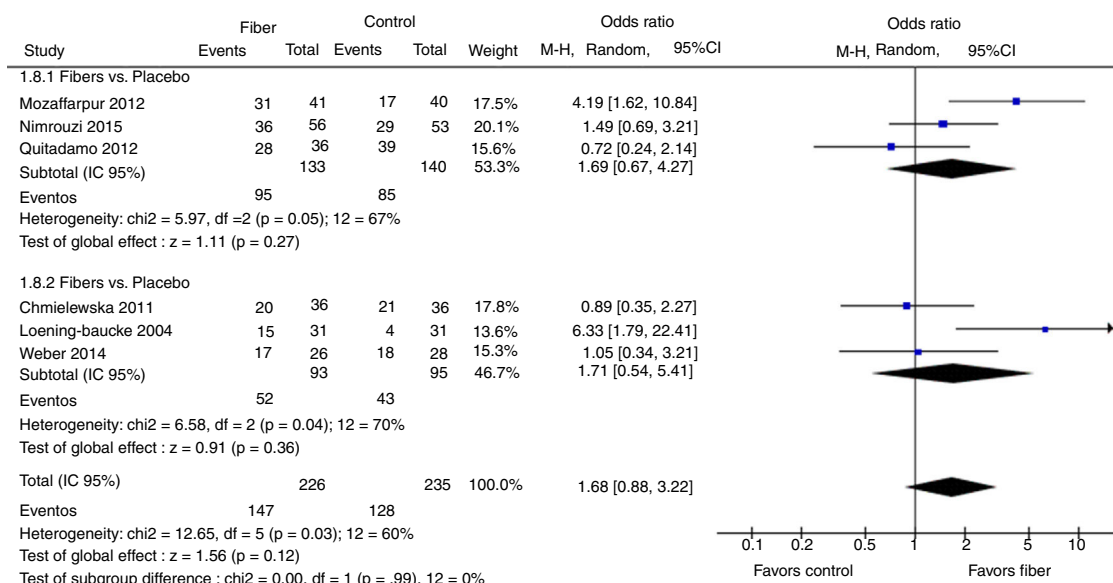 Fiber Control Odds ratio Odds ratio
Study Events Total Events Total Weight M-H, Random, 95%CI M-H, Random, 95%CI
1.8.1 Fibers vs. Placebo
Mozaffarpur 2012 31 41 17 40 17.5% 4.19 [1.62, 10.84]
Nimrouzi 2015 36 56 29 53 20.1% 1.49 [0.69, 3.21]
Quitadamo 2012 28 36 39 15.6% 0.72 [0.24, 2.14]
Subtotal (IC 95%) 133 140 53.3% 1.69 [0.67, 4.27]
Eventos 95 85
Heterogeneity: chi2 = 5.97, df =2 (p = 0.05); 12 = 67%
Test of global effect : z = 1.11 (p = 0.27)
1.8.2 Fibers vs. Placebo
Chmielewska 2011 20 36 21 36 17.8% 0.89 [0.35, 2.27]
Loening-baucke 2004 15 31 4 31 13.6% 6.33 [1.79, 22.41]
Weber 2014 17 26 18 28 15.3% 1.05 [0.34, 3.21]
Subtotal (IC 95%) 93 95 46.7% 1.71 [0.54, 5.41]
Eventos 52 43
Heterogeneity: chi2 = 6.58, df = 2 (p = 0.04); 12 = 70%
Test of global effect : z = 0.91 (p = 0.36)
Total (IC 95%) 226 235 100.0% 1.68 [0.88, 3.22]
Eventos 147 128
Heterogeneity: chi2 = 12.65, df = 5 (p = 0.03); 12 = 60%
Test of global effect : z = 1.56 (p = 0.12)
Test of subgroup difference : chi2 = 0.00, df = 1 (p = .99), 12 = 0%
0.1 0.2 0.5 1 2 5 10
Favors control Favors fiber